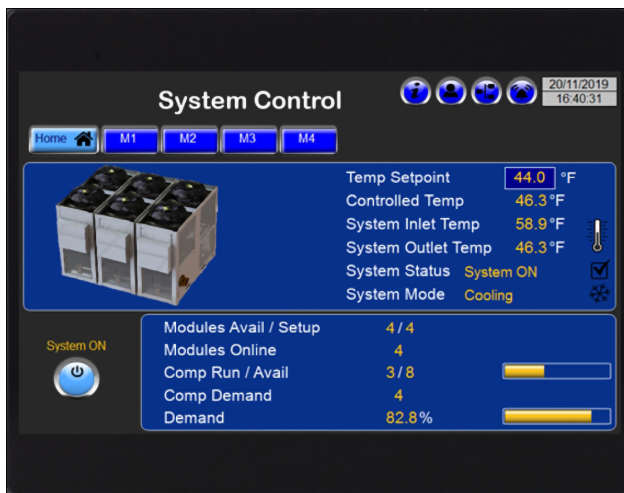 System Control
20/11/2019
16:40:31
Home M1 M2 M3 M4
Temp Setpoint 44.0 °F
Controlled Temp 46.3°F
System Inlet Temp 58.9°F
System Outlet Temp 46.3°F
System Status System ON
System Mode Cooling
System ON
Modules Avail / Setup 4/4
Modules Online 4
Comp Run / Avail 3/8
Comp Demand 4
Demand 82.8%